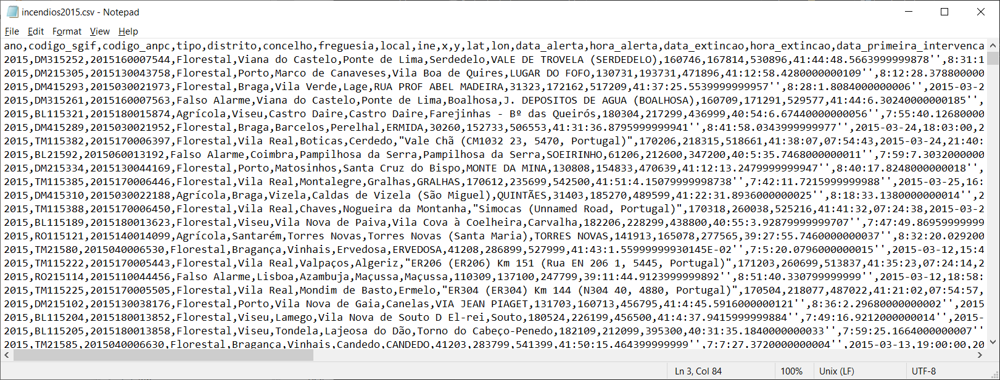 incendios2015.csv - Notepad
File Edit Format View Help
ano,codigo_sgif,codigo_anpc,tipo,distrito,concelho,freguesia,local,ine,x,y,lat,lon,data_alerta,hora_alerta,data_extincao,hora_extincao,data_primeira_intervenca
2015,DM315252,2015160007544,Florestal,Viana do Castelo,Ponte de Lima,Serdedelo,VALE DE TROVELA (SERDEDELO),160746,167814,530896,41:44:48.5663999999878'',8:31:1
2015,DM215305,2015130043758,Florestal,Porto,Marco de Canaveses,Vila Boa de Quires,LUGAR DO FOFO,130731,193731,471896,41:12:58.4280000000109'',8:12:28.378800000
2015,DM415293,2015030021973,Florestal,Braga,Vila Verde,Lage,RUA PROF ABEL MADEIRA,31323,172162,517209,41:37:25.5539999999957'',8:28:1.8084000000006'',2015-03-2
2015,DM315261,2015160007563,Falso Alarme,Viana do Castelo,Ponte de Lima,Boalhosa,J. DEPOSITOS DE AGUA (BOALHOSA),160709,171291,529577,41:44:6.30240000000185'',
2015,BL115321,2015180015874,Agrícola,Viseu,Castro Daire,Castro Daire,Farejinhas - Bº das Queirós,180304,217299,436999,40:54:6.67440000000056'',7:55:40.12680000
2015,DM415289,2015030021952,Florestal,Braga,Barcelos,Perelhal,ERMIDA,30260,152733,506553,41:31:36.8795999999941'',8:41:58.0343999999977'',2015-03-24,18:03:00,2
2015,TM115382,2015170006397,Florestal,Vila Real,Boticas,Cerdedo,"Vale Chã (CM1032 23, 5470, Portugal)",170206,218315,518661,41:38:07,07:54:43,2015-03-24,21:40:
2015,BL21592,2015060013192,Falso Alarme,Coimbra,Pampilhosa da Serra,Pampilhosa da Serra,SOEIRINHO,61206,212600,347200,40:5:35.7468000000011'',7:59:7.3032000000
2015,DM215334,2015130044169,Florestal,Porto,Matosinhos,Santa Cruz do Bispo,MONTE DA MINA,130808,154833,470639,41:12:13.2479999999947'',8:40:17.8248000000018'',
2015,TM115385,2015170006446,Florestal,Vila Real,Montalegre,Gralhas,GRALHAS,170612,235699,542500,41:51:4.15079999998738'',7:42:11.7215999999988'',2015-03-25,16:
2015,DM415310,2015030022188,Agrícola,Braga,Vizela,Caldas de Vizela (São Miguel),QUINTÃES,31403,185270,489599,41:22:31.8936000000025'',8:18:33.1380000000014'',2
2015,TM115388,2015170006450,Florestal,Vila Real,Chaves,Nogueira da Montanha,"Simocas (Unnamed Road, Portugal)",170318,260038,525216,41:41:32,07:24:38,2015-03-2
2015,BL115189,2015180013623,Florestal,Viseu,Vila Nova de Paiva,Vila Cova à Coelheira,Carvalha,182206,228299,438800,40:55:3.92879999999707'',7:47:49.86959999999
2015,RO115121,2015140014099,Agrícola,Santarém,Torres Novas,Torres Novas (Santa Maria),TORRES NOVAS,141913,165078,277565,39:27:55.7460000000037'',8:32:20.029200
2015,TM21580,2015040006530,Florestal,Bragança,Vinhais,Ervedosa,ERVEDOSA,41208,286899,527999,41:43:1.55999999930145E-02'',7:5:20.0796000000015'',2015-03-12,15:4
2015,TM115222,2015170005443,Florestal,Vila Real,Valpaços,Algeriz,"ER206 (ER206) Km 151 (Rua EN 206 1, 5445, Portugal)",171203,260699,513837,41:35:23,07:24:14,2
2015,RO215114,2015110044456,Falso Alarme,Lisboa,Azambuja,Maçussa,Maçussa,110309,137100,247799,39:11:44.9123999999892'',8:51:40.330799999999'',2015-03-12,18:58:
2015,TM115225,2015170005505,Florestal,Vila Real,Mondim de Basto,Ermelo,"ER304 (ER304) Km 144 (N304 40, 4880, Portugal)",170504,218077,487022,41:21:02,07:54:57,
2015,DM215102,2015130038176,Florestal,Porto,Vila Nova de Gaia,Canelas,VIA JEAN PIAGET,131703,160713,456795,41:4:45.5916000000121'',8:36:2.29680000000002'',2015
2015,BL115204,2015180013852,Florestal,Viseu,Lamego,Vila Nova de Souto D El-rei,Souto,180524,226199,456500,41:4:37.9415999999884'',7:49:16.9212000000014'',2015-
2015,BL115205,2015180013858,Florestal,Viseu,Tondela,Lajeosa do Dão,Torno do Cabeço-Penedo,182109,212099,395300,40:31:35.1840000000033'',7:59:25.1664000000007''
2015,TM21585,2015040006630,Florestal,Bragança,Vinhais,Candedo,CANDEDO,41203,283799,541399,41:50:15.464399999999'',7:7:27.3720000000004'',2015-03-13,19:00:00,20
Ln 3, Col 84 100% Unix (LF) UTF-8